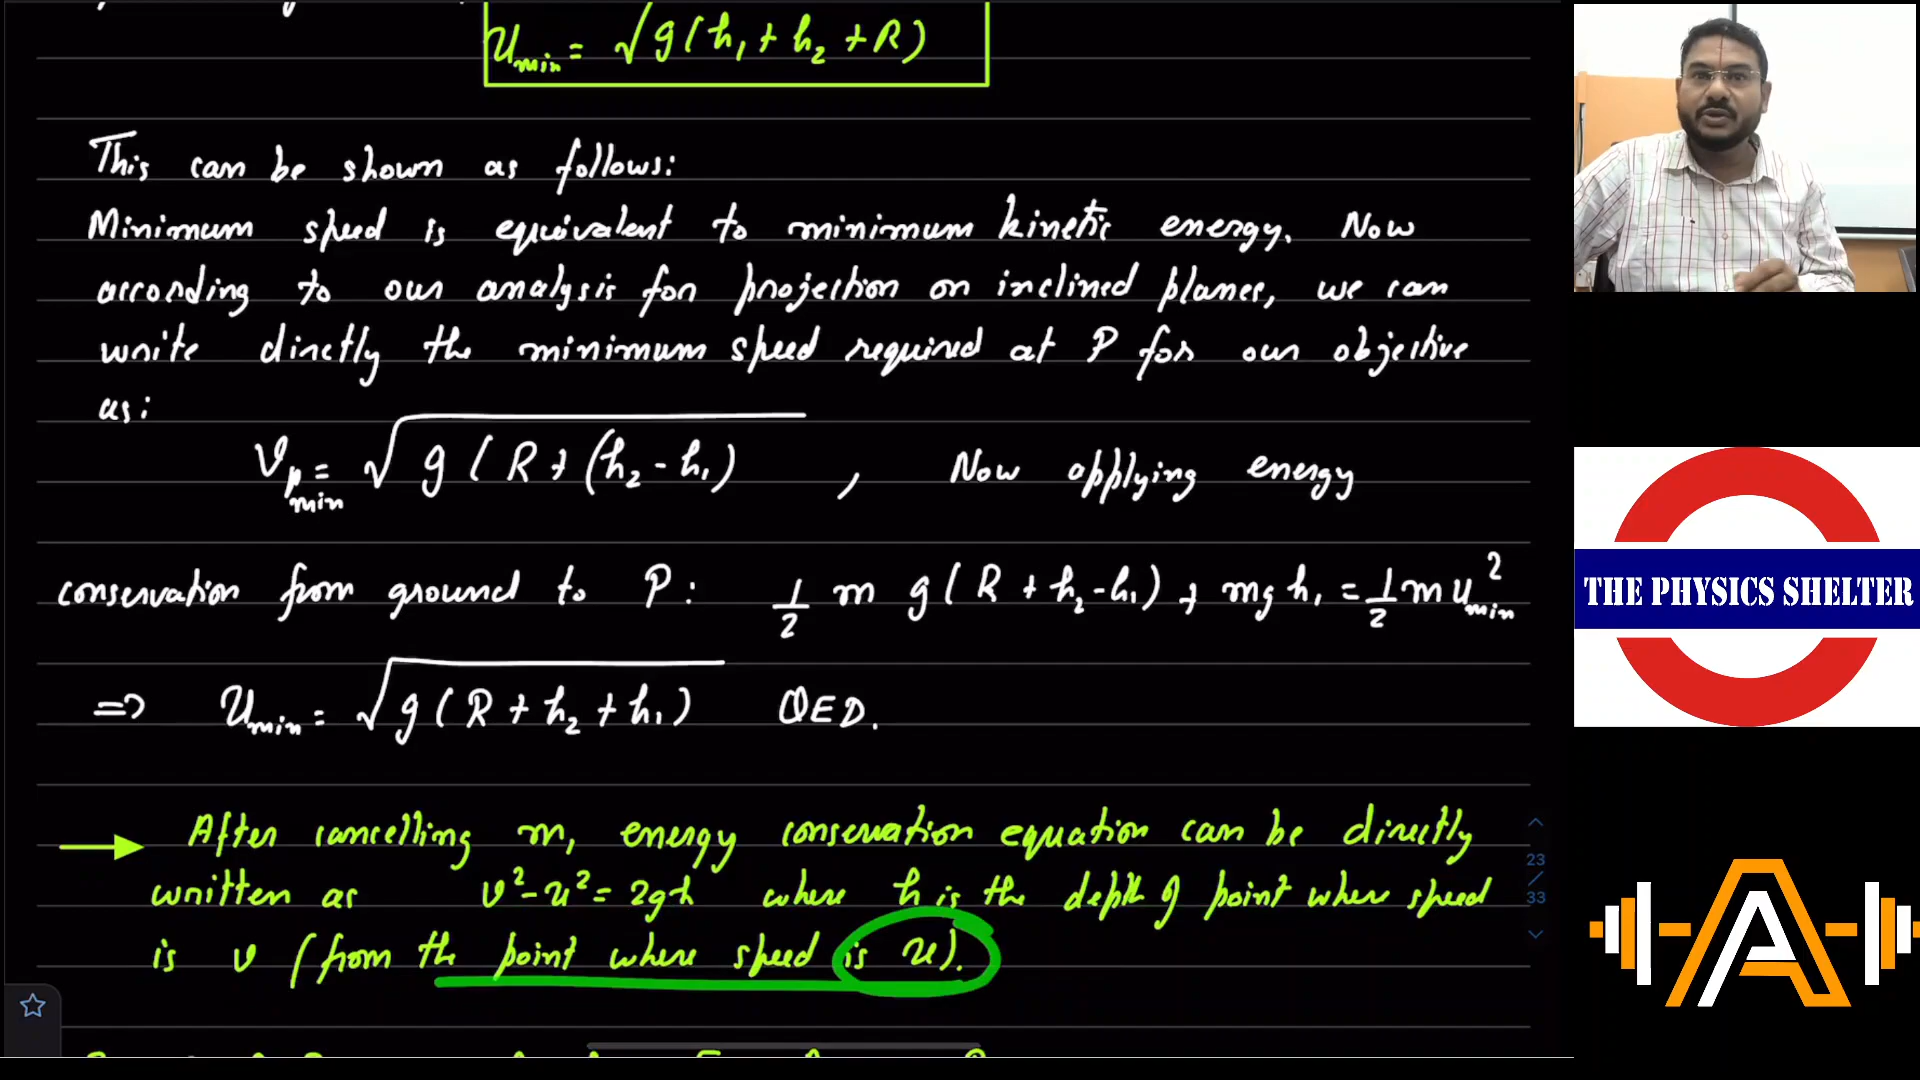 U_min = √g(h₁ + h₂ + R)
This can be shown as follows:
Minimum speed is equivalent to minimum kinetic energy. Now
according to our analysis for projection on inclined planes, we can
write directly the minimum speed required at P for our objective
as:
v_p_min = √g(R + (h₂ - h₁) , Now applying energy
conservation from ground to P: 1/2 m g(R + h₂ - h₁) + mgh₁ = 1/2 m u²_min
⇒ U_min = √g(R + h₂ + h₁) QED.
→ After cancelling m, energy conservation equation can be directly
written as v² - u² = 2gh where h is the depth of point where speed
is v (from the point where speed is u).
23
/
33
THE PHYSICS SHELTER
A